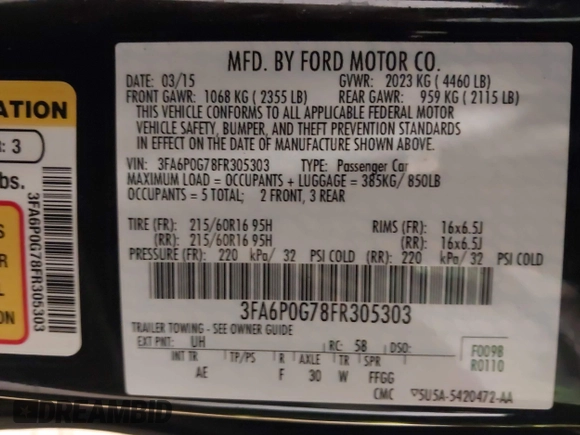 ATION
: 3
bs.
S
R
L
S
3FA6P0G78FR305303
MFD. BY FORD MOTOR CO.
DATE: 03/15 GVWR: 2023 KG ( 4460 LB)
FRONT GAWR: 1068 KG ( 2355 LB) REAR GAWR: 959 KG ( 2115 LB)
THIS VEHICLE CONFORMS TO ALL APPLICABLE FEDERAL MOTOR
VEHICLE SAFETY, BUMPER, AND THEFT PREVENTION STANDARDS
IN EFFECT ON THE DATE OF MANUFACTURE SHOWN ABOVE.
VIN: 3FA6P0G78FR305303 TYPE: Passenger Car
MAXIMUM LOAD = OCCUPANTS + LUGGAGE = 385KG/ 850LB
OCCUPANTS = 5 TOTAL; 2 FRONT, 3 REAR
TIRE (FR): 215/60R16 95H RIMS (FR): 16x6.5J
(RR): 215/60R16 95H (RR): 16x6.5J
PRESSURE (FR): 220 kPa/ 32 PSI COLD (RR): 220 kPa/ 32 PSI COLD
3FA6P0G78FR305303
TRAILER TOWING - SEE OWNER GUIDE
EXT PNT: UH RC: 58 DSO: F0098
INT TR TP/PS R AXLE TR SPR R0110
AE F 30 W FFGG
CMC 5U5A-5420472-AA
DREAMBID